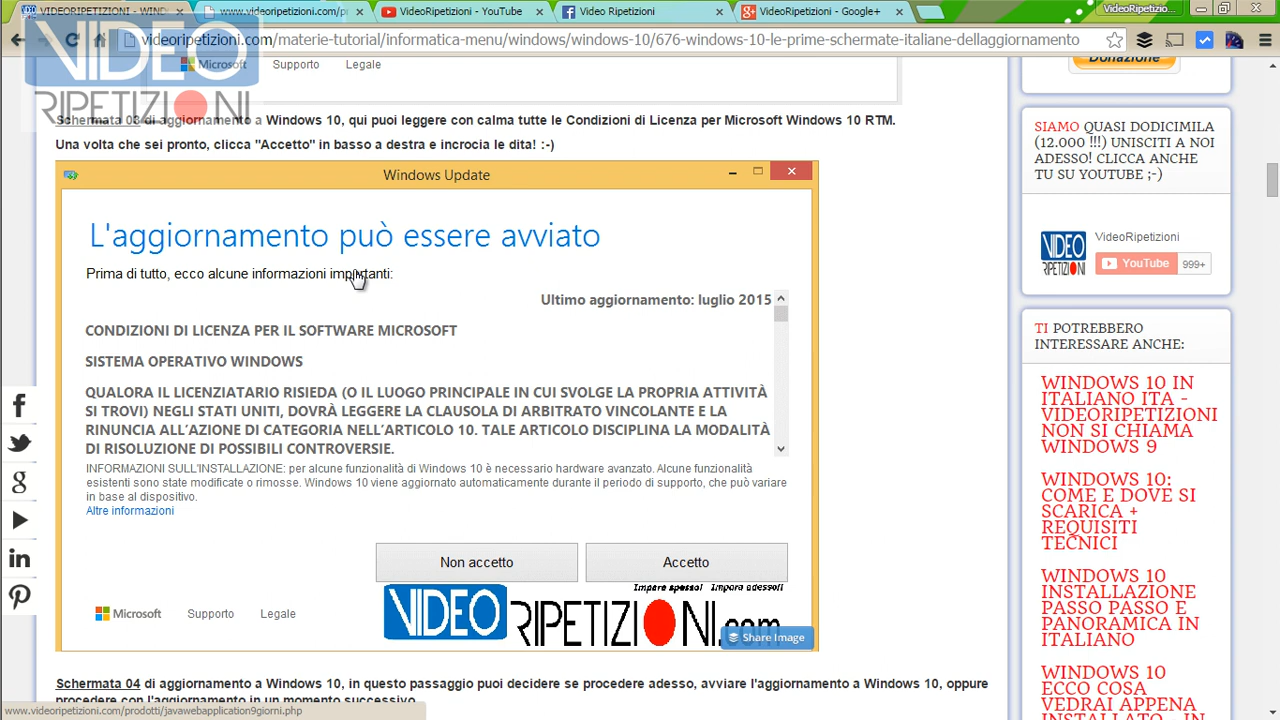 VIDEORIPETIZIONI - WIND
www.videoripetizioni.com/pr
VideoRipetizioni - YouTube
Video Ripetizioni
VideoRipetizioni - Google+
VideoRipetizio...
videoripetizioni.com/materie-tutorial/informatica-menu/windows/windows-10/676-windows-10-le-prime-schermate-italiane-dellaggiornamento
VIDEO
RIPETIZIONI
Microsoft Supporto Legale
Donazione
Schermata 03 di aggiornamento a Windows 10, qui puoi leggere con calma tutte le Condizioni di Licenza per Microsoft Windows 10 RTM.
Una volta che sei pronto, clicca "Accetto" in basso a destra e incrocia le dita! :-)
Windows Update
L'aggiornamento può essere avviato
Prima di tutto, ecco alcune informazioni importanti:
Ultimo aggiornamento: luglio 2015
CONDIZIONI DI LICENZA PER IL SOFTWARE MICROSOFT
SISTEMA OPERATIVO WINDOWS
QUALORA IL LICENZIATARIO RISIEDA (O IL LUOGO PRINCIPALE IN CUI SVOLGE LA PROPRIA ATTIVITÀ
SI TROVI) NEGLI STATI UNITI, DOVRÀ LEGGERE LA CLAUSOLA DI ARBITRATO VINCOLANTE E LA
RINUNCIA ALL'AZIONE DI CATEGORIA NELL'ARTICOLO 10. TALE ARTICOLO DISCIPLINA LA MODALITÀ
DI RISOLUZIONE DI POSSIBILI CONTROVERSIE.
INFORMAZIONI SULL'INSTALLAZIONE: per alcune funzionalità di Windows 10 è necessario hardware avanzato. Alcune funzionalità
esistenti sono state modificate o rimosse. Windows 10 viene aggiornato automaticamente durante il periodo di supporto, che può variare
in base al dispositivo.
Altre informazioni
Non accetto
Accetto
Microsoft Supporto Legale
Impara spesso! Impara adesso!!
VIDEO RIPETIZIONI.com
Share Image
Schermata 04 di aggiornamento a Windows 10, in questo passaggio puoi decidere se procedere adesso, avviare l'aggiornamento a Windows 10, oppure
procedere con l'aggiornamento in un momento successivo
www.videoripetizioni.com/prodotti/javawebapplication9giorni.php
SIAMO QUASI DODICIMILA
(12.000 !!!) UNISCITI A NOI
ADESSO! CLICCA ANCHE
TU SU YOUTUBE ;-)
VIDEO
RIPETIZIONI
VideoRipetizioni
YouTube 999+
TI POTREBBERO
INTERESSARE ANCHE:
WINDOWS 10 IN
ITALIANO ITA -
VIDEORIPETIZIONI
NON SI CHIAMA
WINDOWS 9
WINDOWS 10:
COME E DOVE SI
SCARICA +
REQUISITI
TECNICI
WINDOWS 10
INSTALLAZIONE
PASSO PASSO E
PANORAMICA IN
ITALIANO
WINDOWS 10
ECCO COSA
VEDRAI APPENA
INSTALLATO - IN